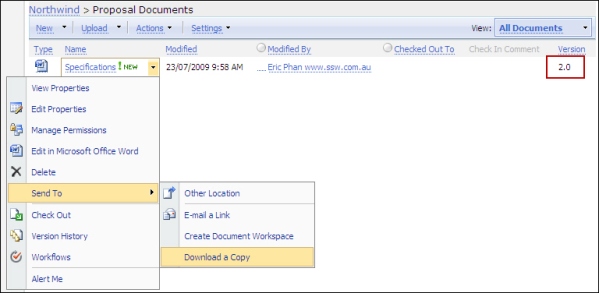 Northwind > Proposal Documents
New Upload Actions Settings View: All Documents
Type Name Modified Modified By Checked Out To Check In Comment Version
Specifications ! NEW 23/07/2009 9:58 AM Eric Phan www.ssw.com.au 2.0
View Properties
Edit Properties
Manage Permissions
Edit in Microsoft Office Word
Delete
Send To
Other Location
Check Out
E-mail a Link
Version History
Create Document Workspace
Workflows
Download a Copy
Alert Me